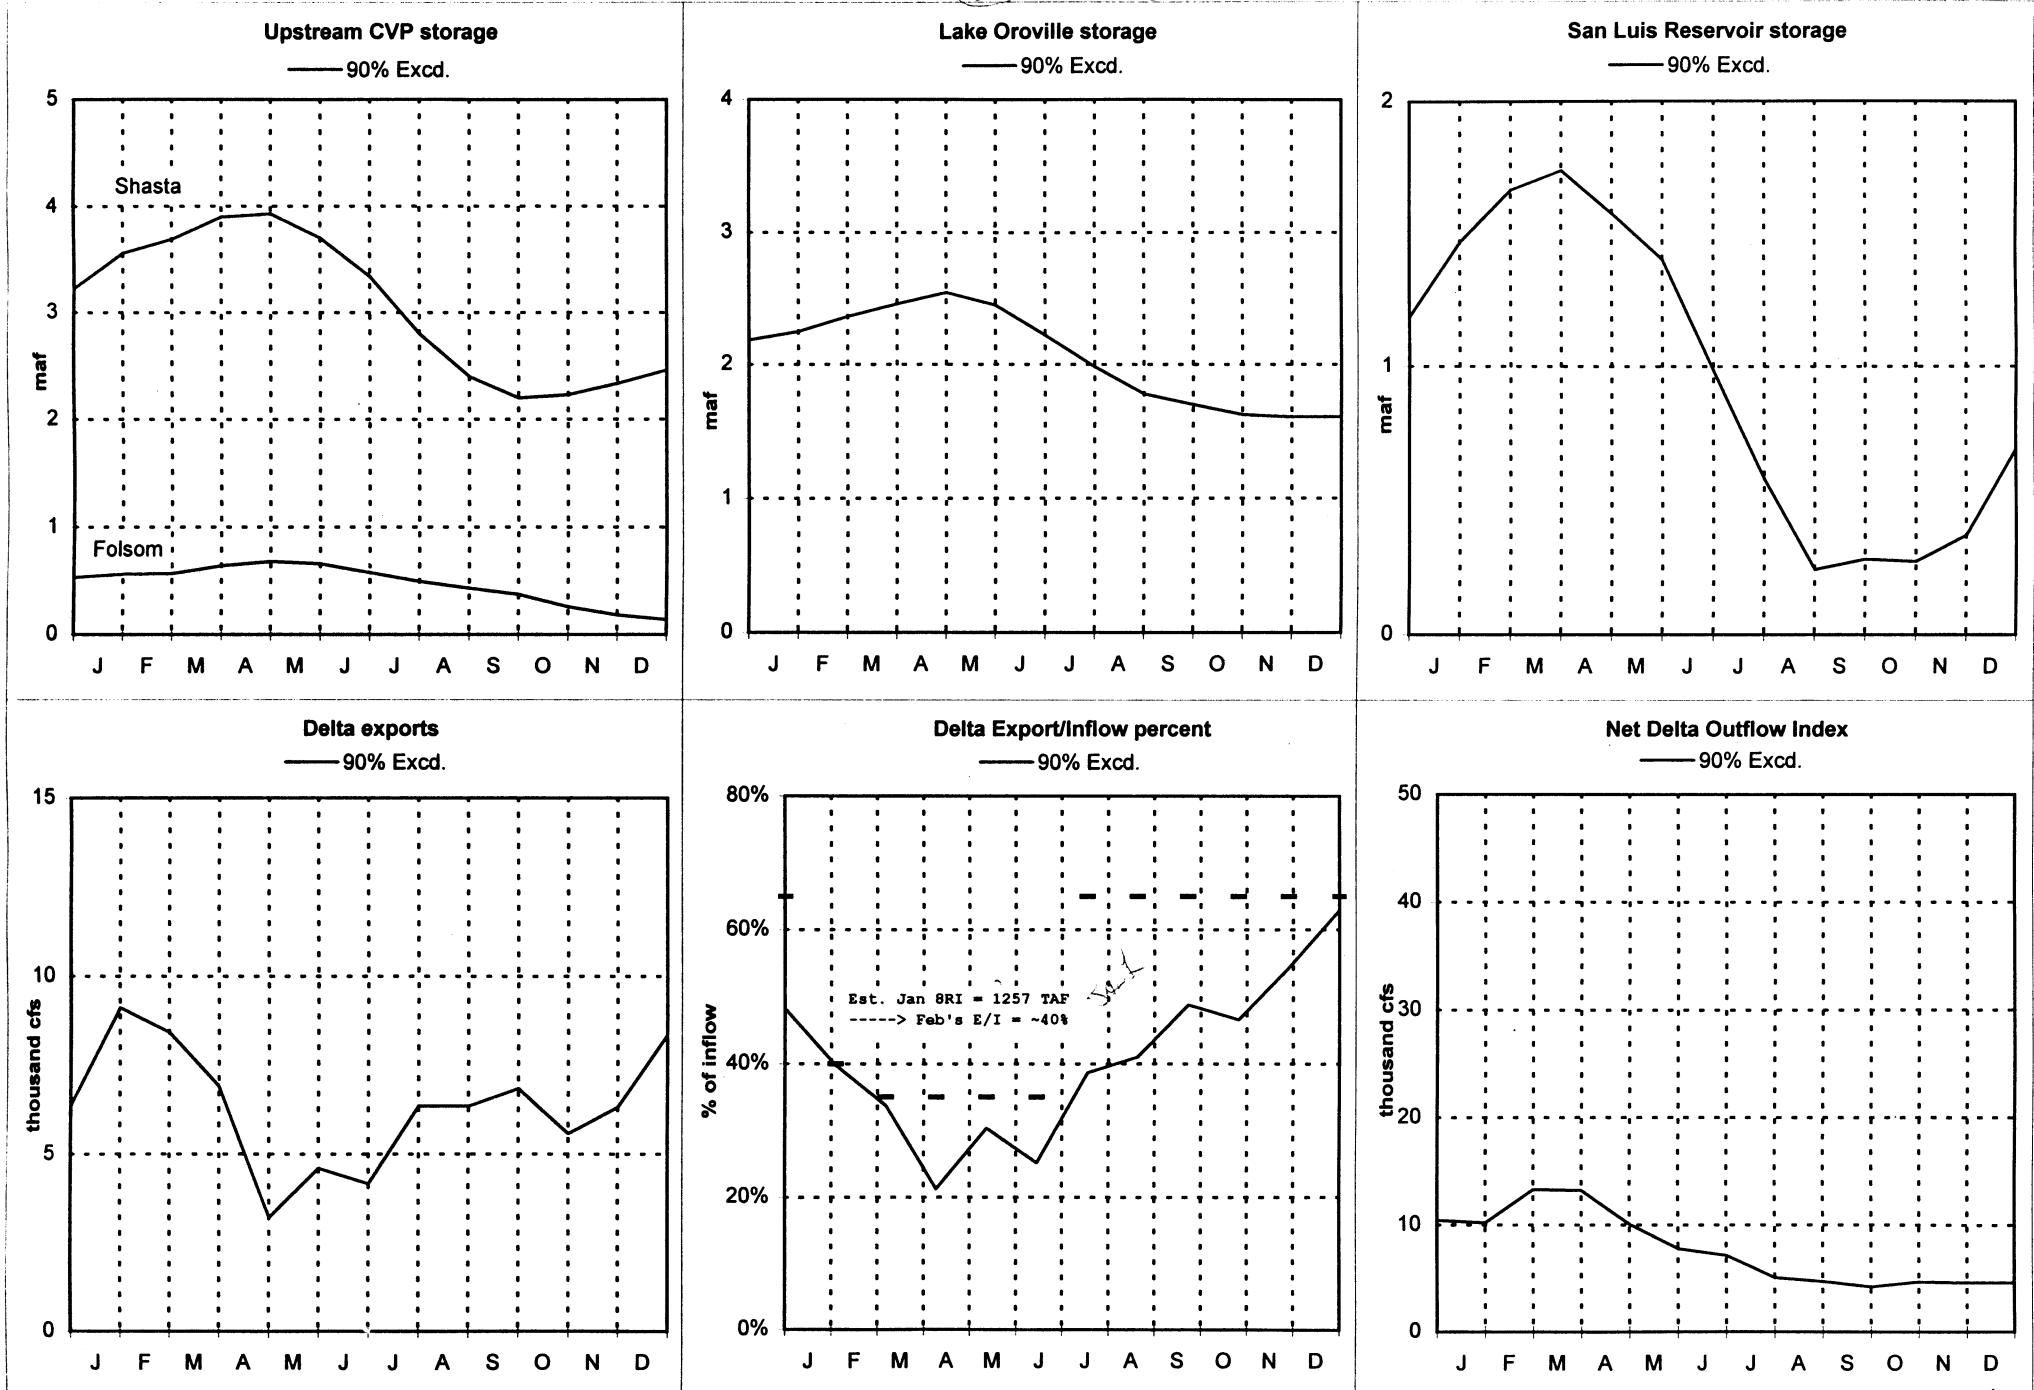 Upstream CVP storage
90% Excd.
5
4
3
2
1
0
maf
Shasta
Folsom
J F M A M J J A S O N D
Lake Oroville storage
90% Excd.
4
3
2
1
0
maf
J F M A M J J A S O N D
San Luis Reservoir storage
90% Excd.
2
1
0
maf
J F M A M J J A S O N D
Delta exports
90% Excd.
15
10
5
0
thousand cfs
J F M A M J J A S O N D
Delta Export/Inflow percent
90% Excd.
80%
60%
40%
20%
0%
% of inflow
Est. Jan 8RI = 1257 TAF
-----> Feb's E/I = ~40%
J F M A M J J A S O N D
Net Delta Outflow Index
90% Excd.
50
40
30
20
10
0
thousand cfs
J F M A M J J A S O N D